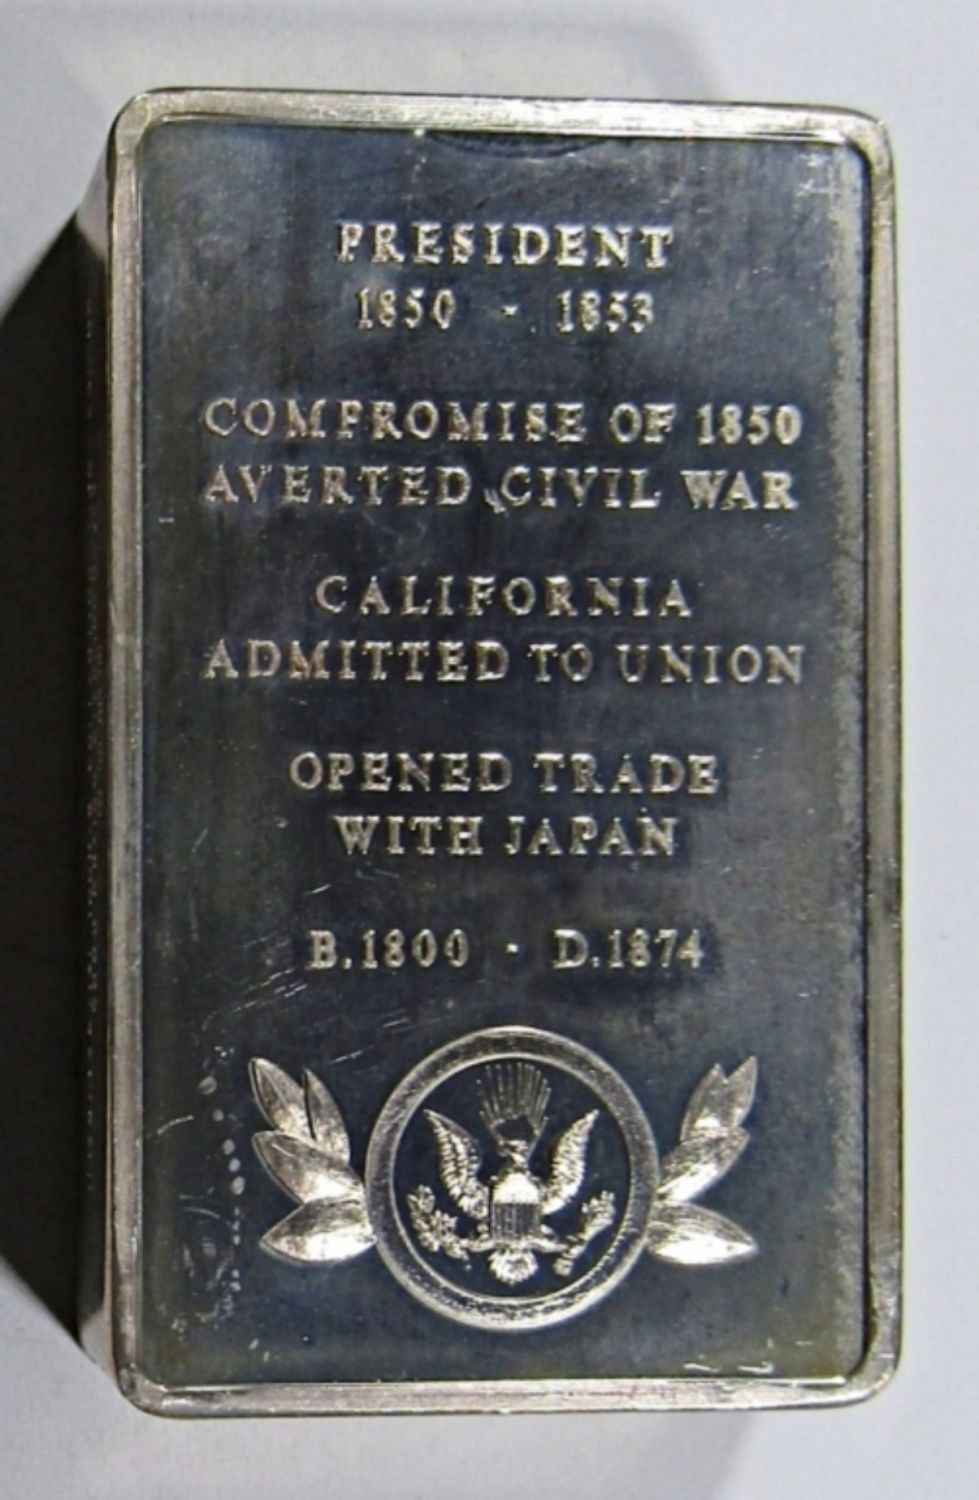 PRESIDENT
1850 - 1853
COMPROMISE OF 1850
AVERTED CIVIL WAR
CALIFORNIA
ADMITTED TO UNION
OPENED TRADE
WITH JAPAN
B.1800 · D.1874